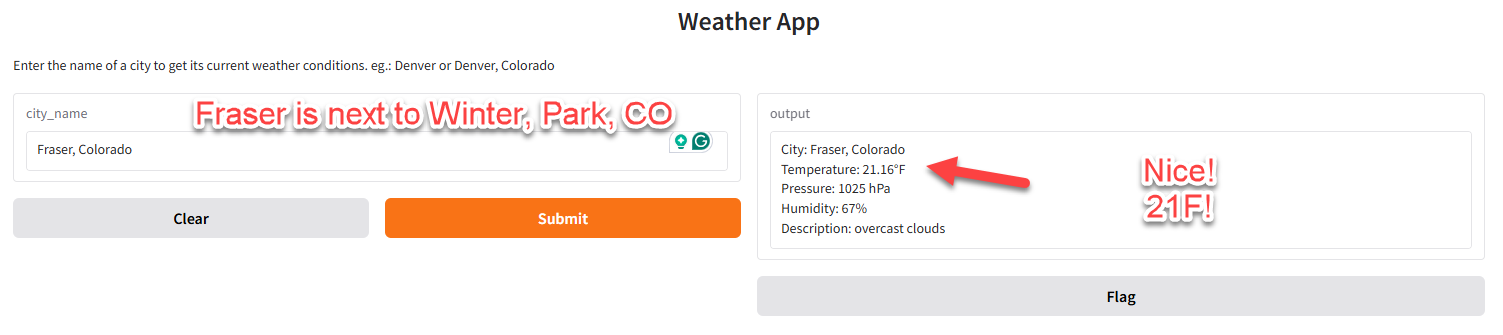 Weather App
Enter the name of a city to get its current weather conditions. eg.: Denver or Denver, Colorado
city_name
Fraser is next to Winter, Park, CO
Fraser, Colorado
Clear
Submit
output
City: Fraser, Colorado
Temperature: 21.16°F
Pressure: 1025 hPa
Humidity: 67%
Description: overcast clouds
Nice!
21F!
Flag